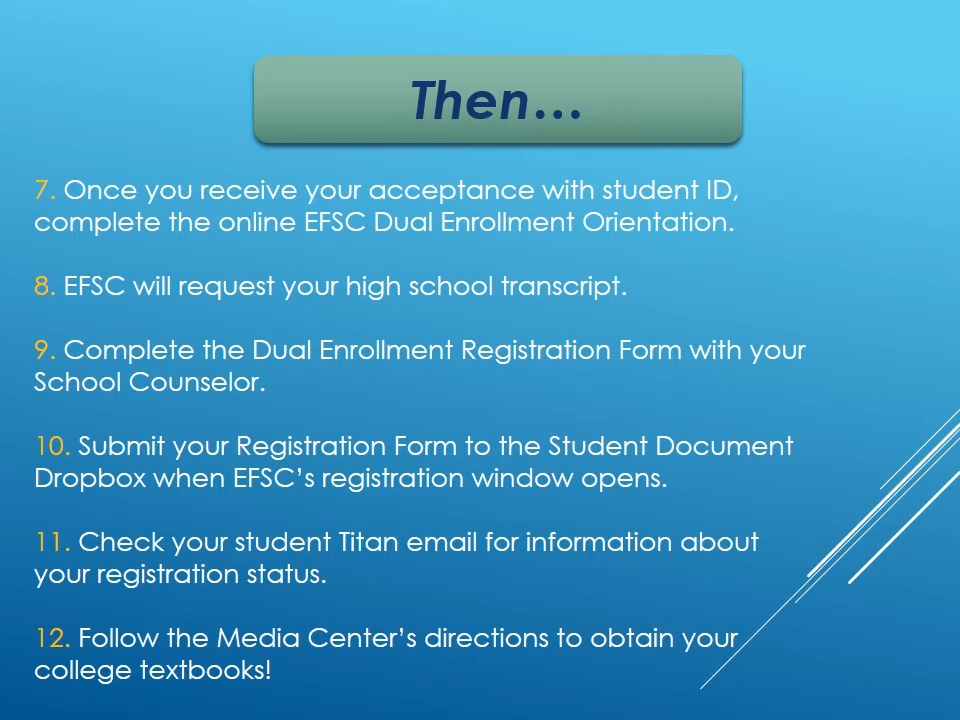 Then…
7. Once you receive your acceptance with student ID,
complete the online EFSC Dual Enrollment Orientation.
8. EFSC will request your high school transcript.
9. Complete the Dual Enrollment Registration Form with your
School Counselor.
10. Submit your Registration Form to the Student Document
Dropbox when EFSC’s registration window opens.
11. Check your student Titan email for information about
your registration status.
12. Follow the Media Center’s directions to obtain your
college textbooks!